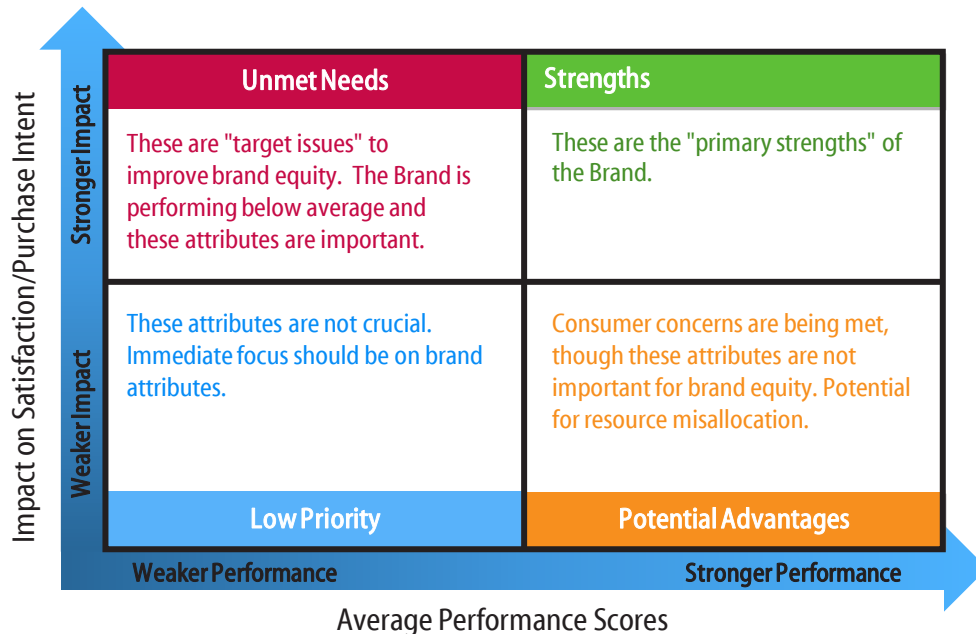 Impact on Satisfaction/Purchase Intent
Stronger Impact
Weaker Impact
Unmet Needs
These are "target issues" to
improve brand equity. The Brand is
performing below average and
these attributes are important.
Strengths
These are the "primary strengths" of
the Brand.
These attributes are not crucial.
Immediate focus should be on brand
attributes.
Low Priority
Consumer concerns are being met,
though these attributes are not
important for brand equity. Potential
for resource misallocation.
Potential Advantages
Weaker Performance
Stronger Performance
Average Performance Scores